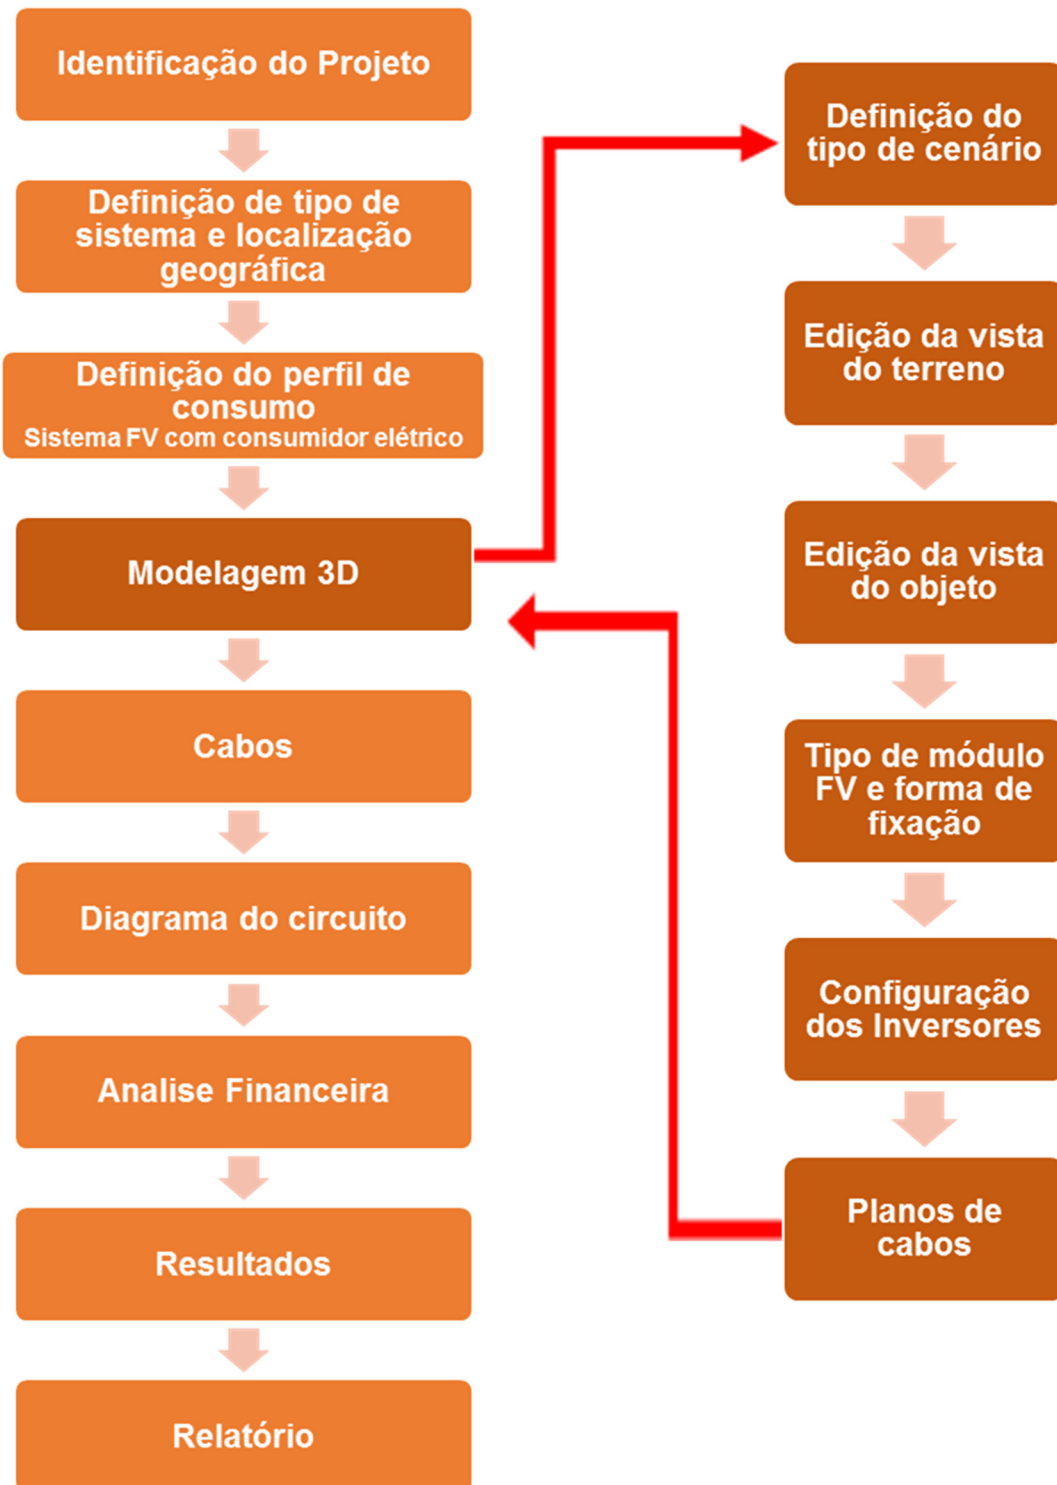 Identificação do Projeto
Definição de tipo de
sistema e localização
geográfica
Definição do perfil de
consumo
Sistema FV com consumidor elétrico
Modelagem 3D
Cabos
Diagrama do circuito
Analise Financeira
Resultados
Relatório
Definição do
tipo de cenário
Edição da vista
do terreno
Edição da vista
do objeto
Tipo de módulo
FV e forma de
fixação
Configuração
dos Inversores
Planos de
cabos